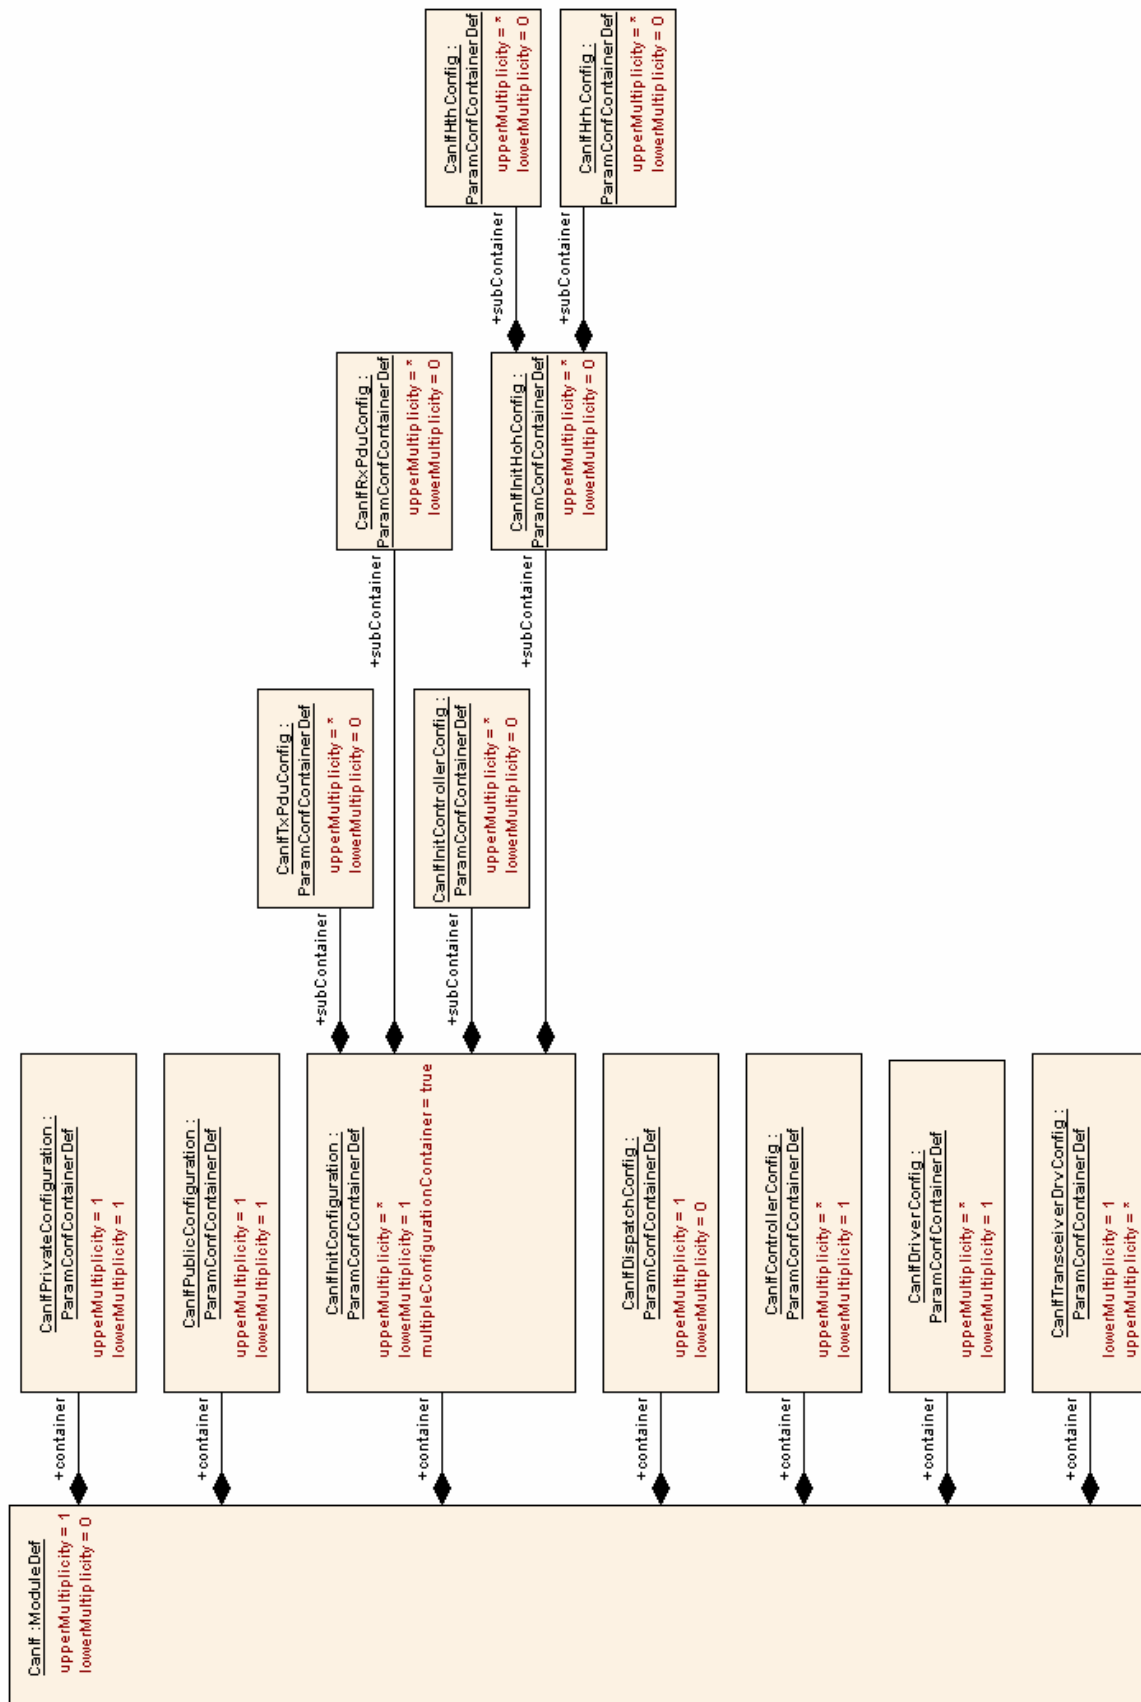 CanIf :ModuleDef
upperMultiplicity = 1
lowerMultiplicity = 0
+container
CanIfPrivateConfiguration :
ParamConfContainerDef
upperMultiplicity = 1
lowerMultiplicity = 1
+container
CanIfPublicConfiguration :
ParamConfContainerDef
upperMultiplicity = 1
lowerMultiplicity = 1
+container
CanIfInitConfiguration :
ParamConfContainerDef
upperMultiplicity = *
lowerMultiplicity = 1
multipleConfigurationContainer = true
+subContainer
CanIfTxPduConfig :
ParamConfContainerDef
upperMultiplicity = *
lowerMultiplicity = 0
+subContainer
CanIfRxPduConfig :
ParamConfContainerDef
upperMultiplicity = *
lowerMultiplicity = 0
+subContainer
CanIfInitControllerConfig :
ParamConfContainerDef
upperMultiplicity = *
lowerMultiplicity = 0
+subContainer
CanIfInitHohConfig :
ParamConfContainerDef
upperMultiplicity = *
lowerMultiplicity = 0
+subContainer
CanIfHthConfig :
ParamConfContainerDef
upperMultiplicity = *
lowerMultiplicity = 0
+subContainer
CanIfHrhConfig :
ParamConfContainerDef
upperMultiplicity = *
lowerMultiplicity = 0
+container
CanIfDispatchConfig :
ParamConfContainerDef
upperMultiplicity = 1
lowerMultiplicity = 0
+container
CanIfControllerConfig :
ParamConfContainerDef
upperMultiplicity = *
lowerMultiplicity = 1
+container
CanIfDriverConfig :
ParamConfContainerDef
upperMultiplicity = *
lowerMultiplicity = 1
+container
CanIfTransceiverDrvConfig :
ParamConfContainerDef
lowerMultiplicity = 1
upperMultiplicity = *